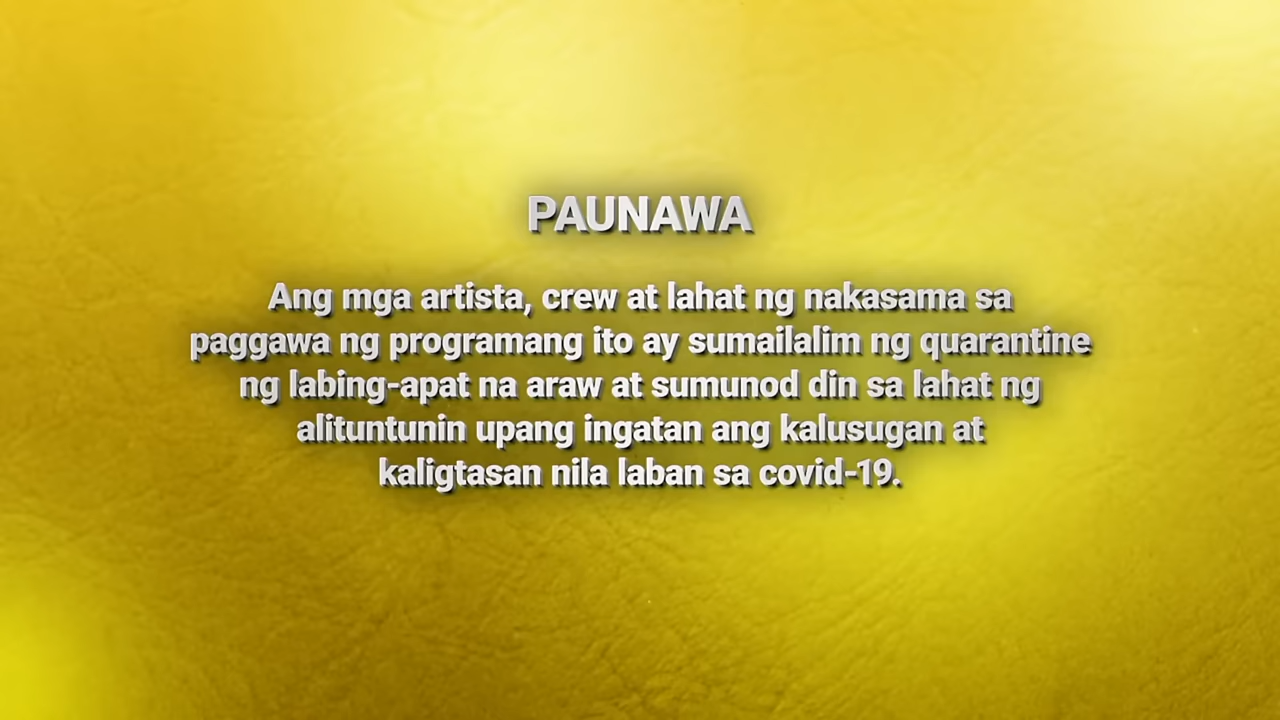 PAUNAWA
Ang mga artista, crew at lahat ng nakasama sa
paggawa ng programang ito ay sumailalim ng quarantine
ng labing-apat na araw at sumunod din sa lahat ng
alituntunin upang ingatan ang kalusugan at
kaligtasan nila laban sa covid-19.